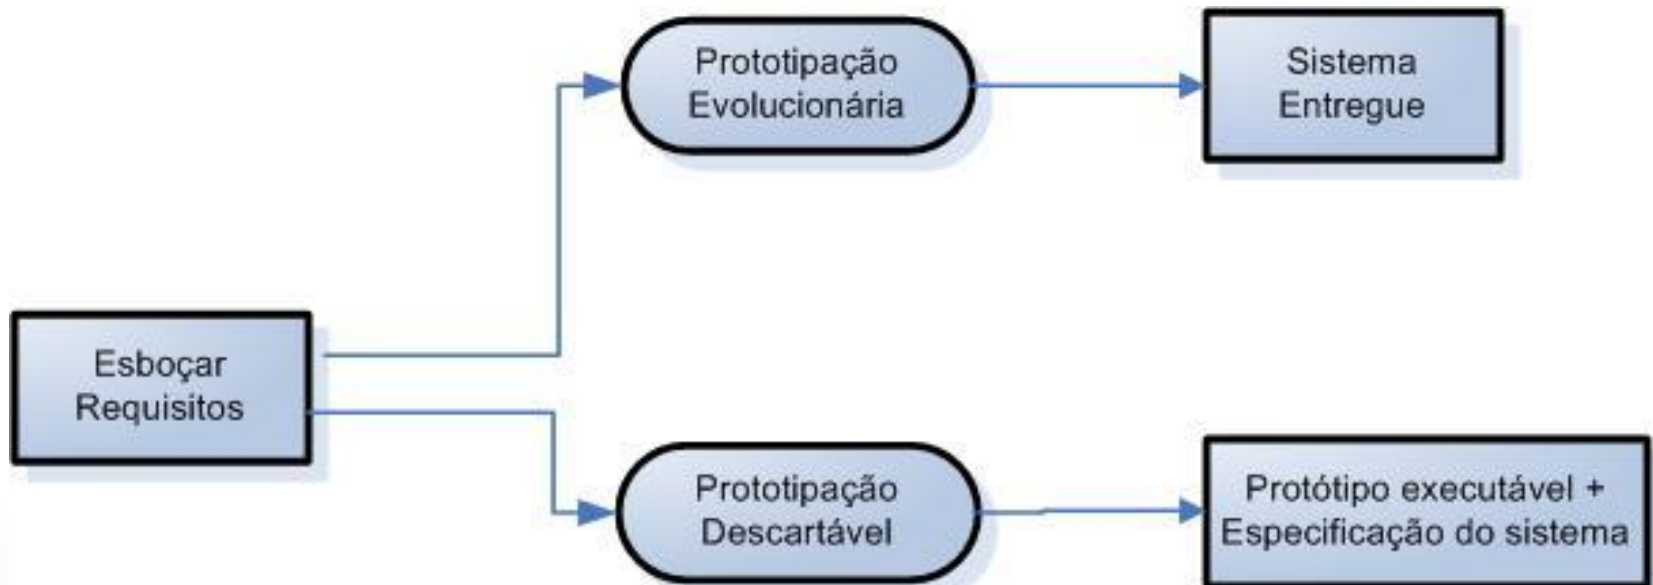 Prototipação
Evolucionária
Sistema
Entregue
Esboçar
Requisitos
Prototipação
Descartável
Protótipo executável +
Especificação do sistema